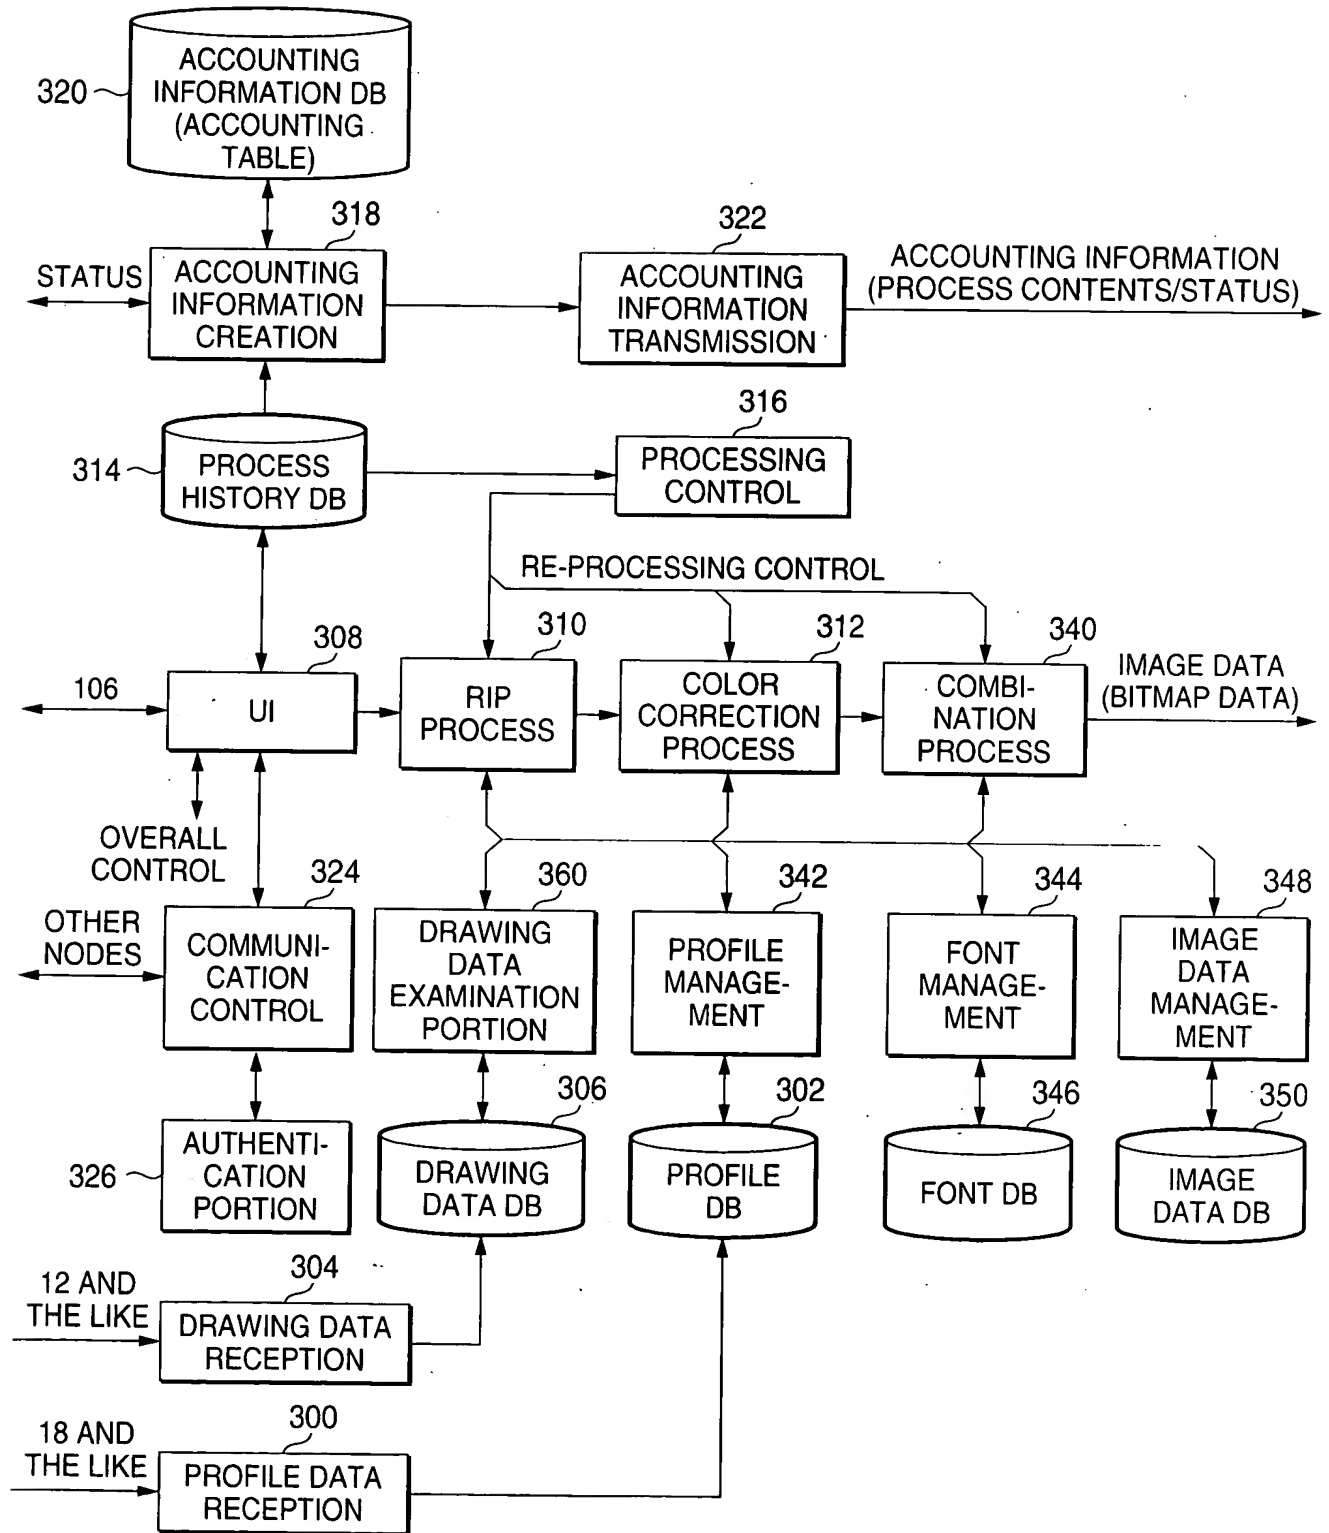 ACCOUNTING
INFORMATION DB
(ACCOUNTING
TABLE)
320
318
STATUS
ACCOUNTING
INFORMATION
CREATION
322
ACCOUNTING
INFORMATION
TRANSMISSION
ACCOUNTING INFORMATION
(PROCESS CONTENTS/STATUS)
314
PROCESS
HISTORY DB
316
PROCESSING
CONTROL
RE-PROCESSING CONTROL
106
308
UI
310
RIP
PROCESS
312
COLOR
CORRECTION
PROCESS
340
COMBI-
NATION
PROCESS
IMAGE DATA
(BITMAP DATA)
OVERALL
CONTROL
OTHER
NODES
324
COMMUNI-
CATION
CONTROL
360
DRAWING
DATA
EXAMINATION
PORTION
342
PROFILE
MANAGE-
MENT
344
FONT
MANAGE-
MENT
348
IMAGE
DATA
MANAGE-
MENT
326
AUTHENTI-
CATION
PORTION
306
DRAWING
DATA DB
302
PROFILE
DB
346
FONT DB
350
IMAGE
DATA DB
12 AND
THE LIKE
304
DRAWING DATA
RECEPTION
18 AND
THE LIKE
300
PROFILE DATA
RECEPTION